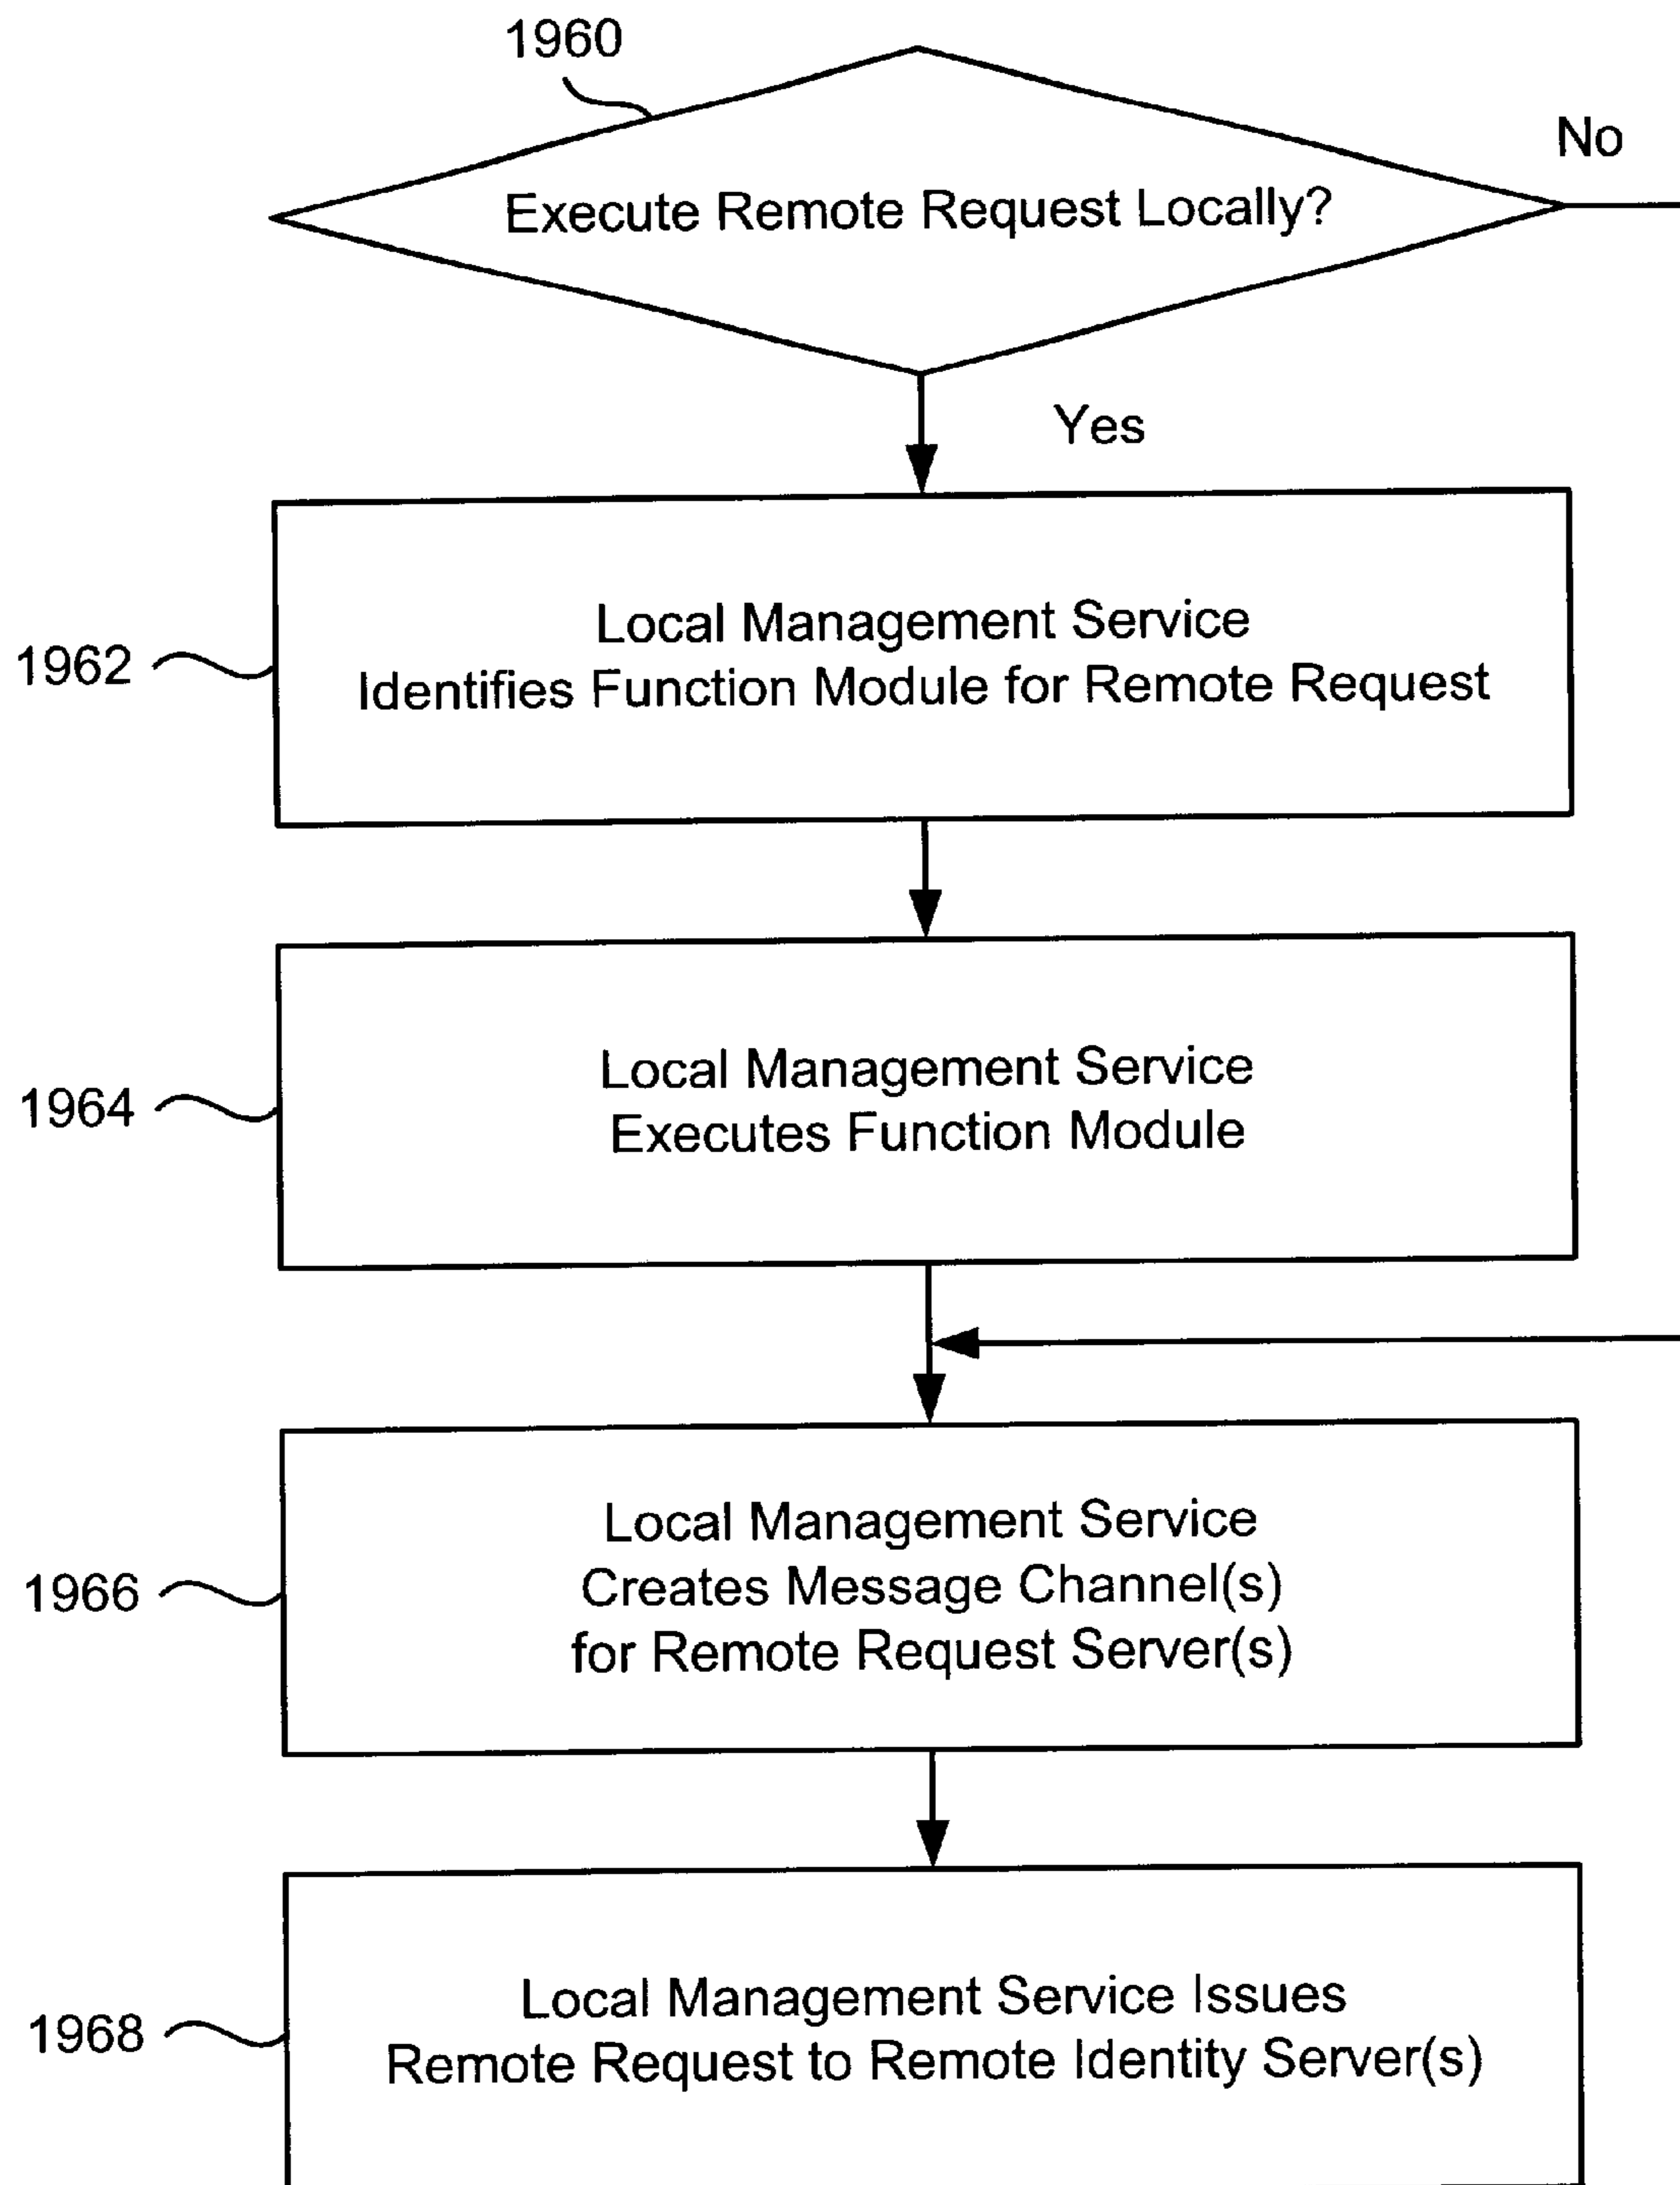 1960
No
Execute Remote Request Locally?
Yes
Local Management Service
Identifies Function Module for Remote Request
1962
Local Management Service
Executes Function Module
1964
Local Management Service
Creates Message Channel(s)
for Remote Request Server(s)
1966
Local Management Service Issues
Remote Request to Remote Identity Server(s)
1968